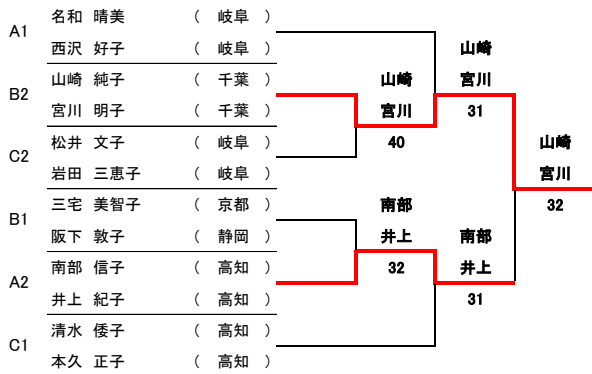 A1
名和 晴美 ( 岐阜 )
西沢 好子 ( 岐阜 )
B2
山崎 純子 ( 千葉 )
宮川 明子 ( 千葉 )
C2
松井 文子 ( 岐阜 )
岩田 三恵子 ( 岐阜 )
B1
三宅 美智子 ( 京都 )
阪下 敦子 ( 静岡 )
A2
南部 信子 ( 高知 )
井上 紀子 ( 高知 )
C1
清水 倭子 ( 高知 )
本久 正子 ( 高知 )
山崎
宮川
40
南部
井上
32
山崎
宮川
31
南部
井上
31
山崎
宮川
32